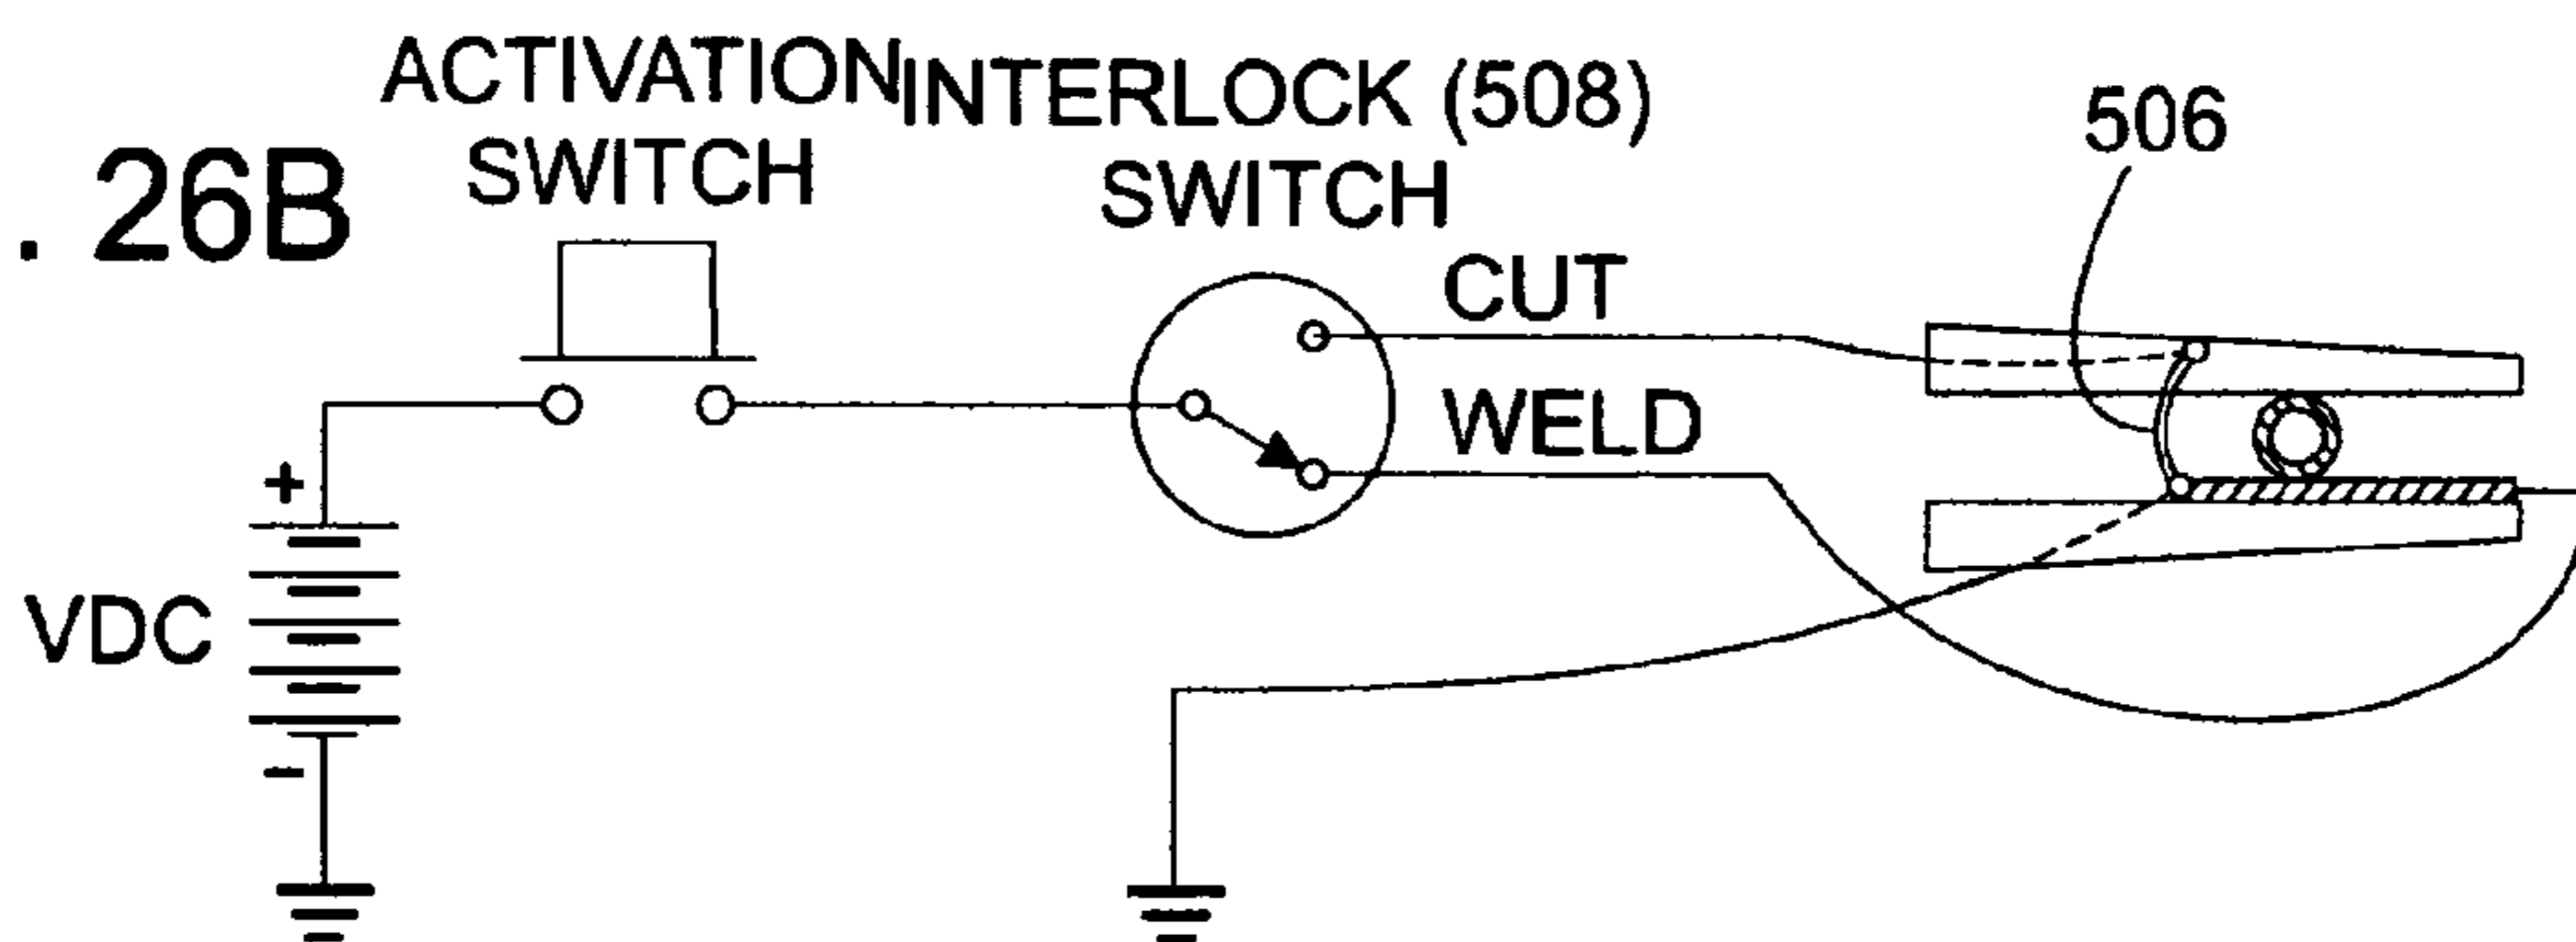 . 26B
ACTIVATION
SWITCH
INTERLOCK (508)
SWITCH
506
CUT
WELD
+
VDC
-